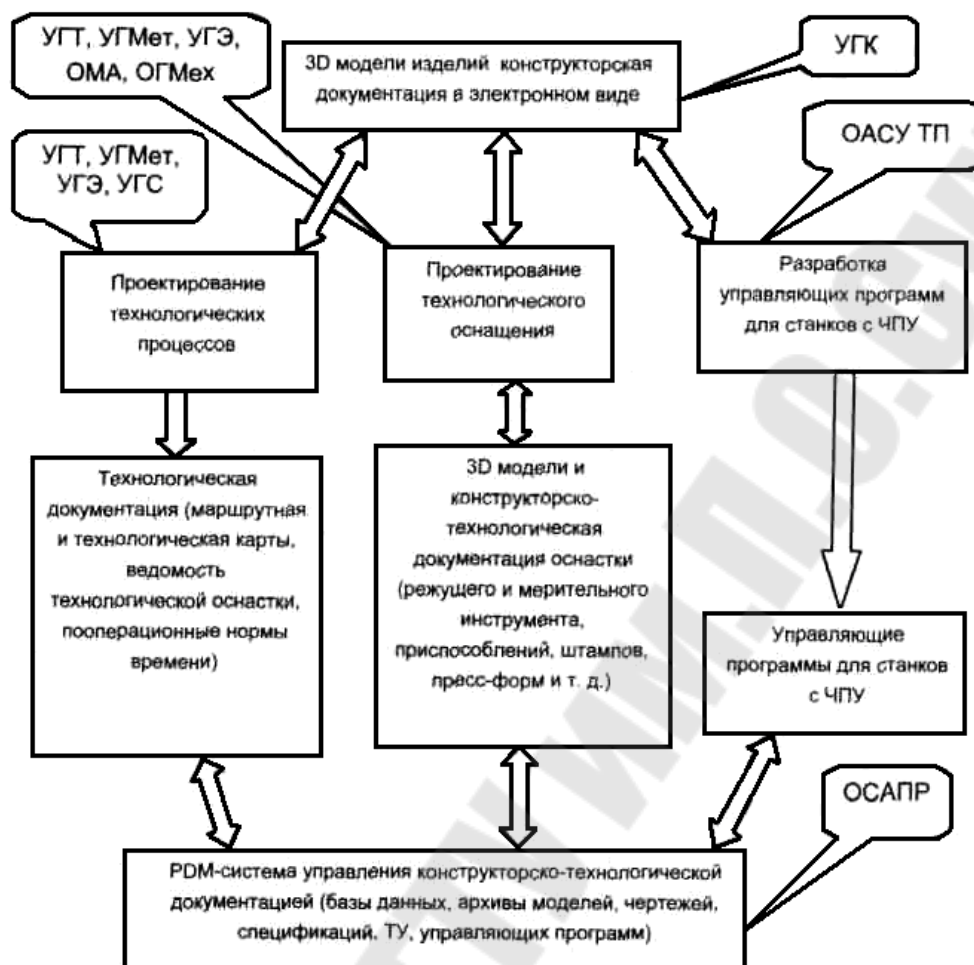 УГТ, УГМет, УГЭ,
ОМА, ОГМех
3D модели изделий конструкторская
документация в электронном виде
УГК
УГТ, УГМет,
УГЭ, УГС
ОАСУ ТП
Проектирование
технологических
процессов
Проектирование
технологического
оснащения
Разработка
управляющих программ
для станков с ЧПУ
Технологическая
документация (маршрутная
и технологическая карты,
ведомость
технологической оснастки,
пооперационные нормы
времени)
3D модели и
конструкторско-
технологическая
документация оснастки
(режущего и мерительного
инструмента,
приспособлений, штампов,
пресс-форм и т. д.)
Управляющие
программы для станков
с ЧПУ
ОСАПР
PDM-система управления конструкторско-технологической
документацией (базы данных, архивы моделей, чертежей,
спецификаций, ТУ, управляющих программ)